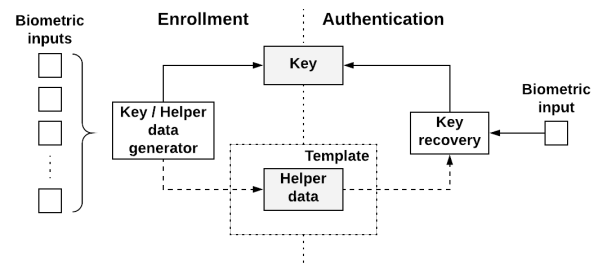 Enrollment
Authentication
Biometric
inputs
Key
Key / Helper
data
generator
Biometric
input
Key
recovery
Template
Helper
data